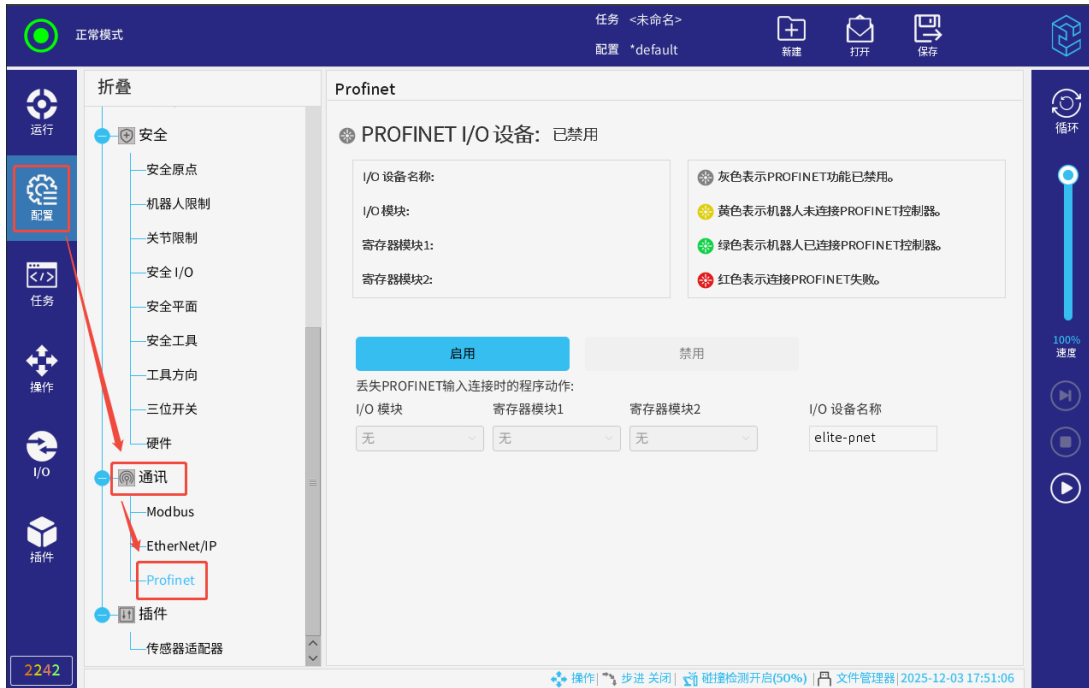 正常模式
任务 <未命名>
配置 *default
新建
打开
保存
运行
配置
任务
操作
I/O
插件
2242
折叠
安全
安全原点
机器人限制
关节限制
安全 I/O
安全平面
安全工具
工具方向
三位开关
硬件
通讯
Modbus
EtherNet/IP
Profinet
插件
传感器适配器
Profinet
PROFINET I/O 设备: 已禁用
I/O 设备名称:
I/O 模块:
寄存器模块1:
寄存器模块2:
灰色表示PROFINET功能已禁用。
黄色表示机器人未连接PROFINET控制器。
绿色表示机器人已连接PROFINET控制器。
红色表示连接PROFINET失败。
启用 禁用
丢失PROFINET输入连接时的程序动作:
I/O 模块 寄存器模块1 寄存器模块2 I/O 设备名称
无 无 无 elite-pnet
循环
100%
速度
操作| 步进 关闭| 碰撞检测开启(50%) | 文件管理器| 2025-12-03 17:51:06